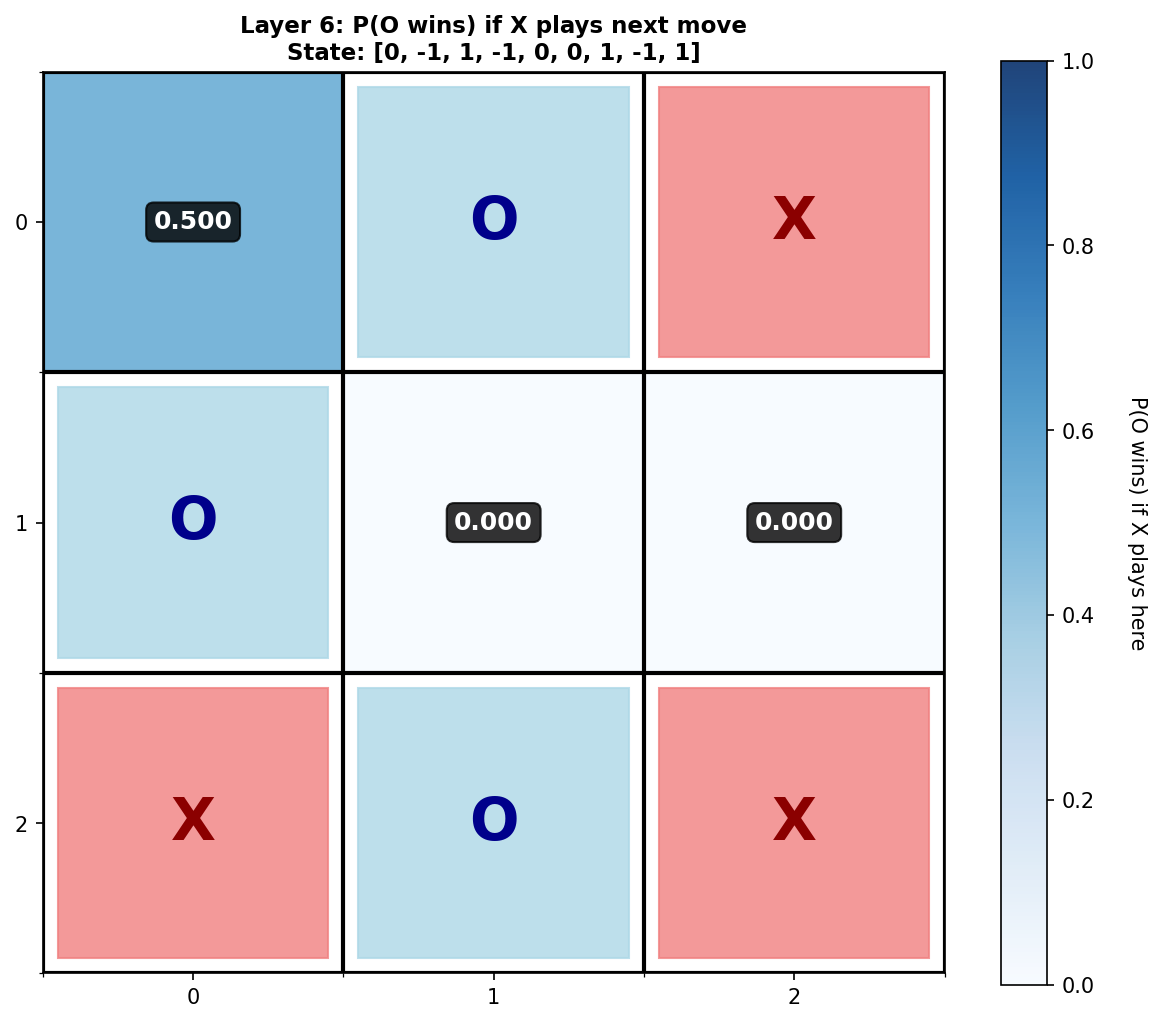 Layer 6: P(O wins) if X plays next move
State: [0, -1, 1, -1, 0, 0, 1, -1, 1]
0.500
O
X
O
0.000
0.000
X
O
X
0
1
2
0
1
2
1.0
0.8
0.6
0.4
0.2
0.0
P(O wins) if X plays here